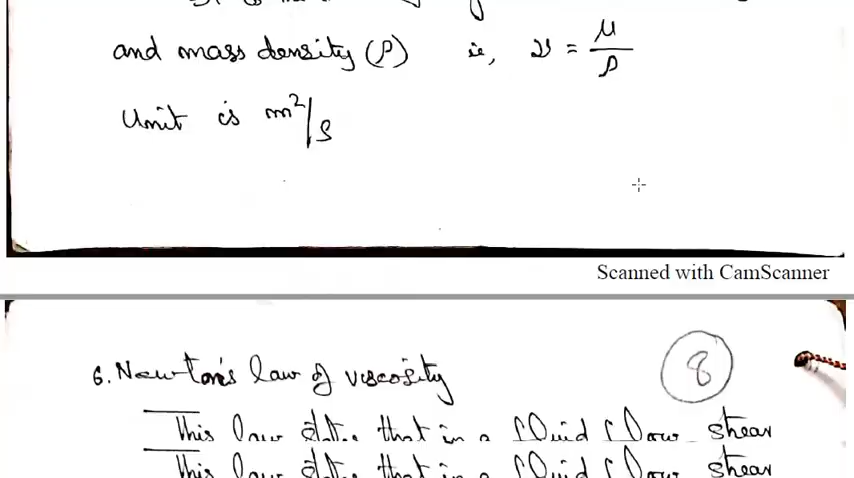 and mass density (ρ) ie, ν = μ/ρ
Unit is m²/s
Scanned with CamScanner
6. Newton's law of viscosity
8
This law states that in a fluid flow shear
This law states that in a fluid flow shear